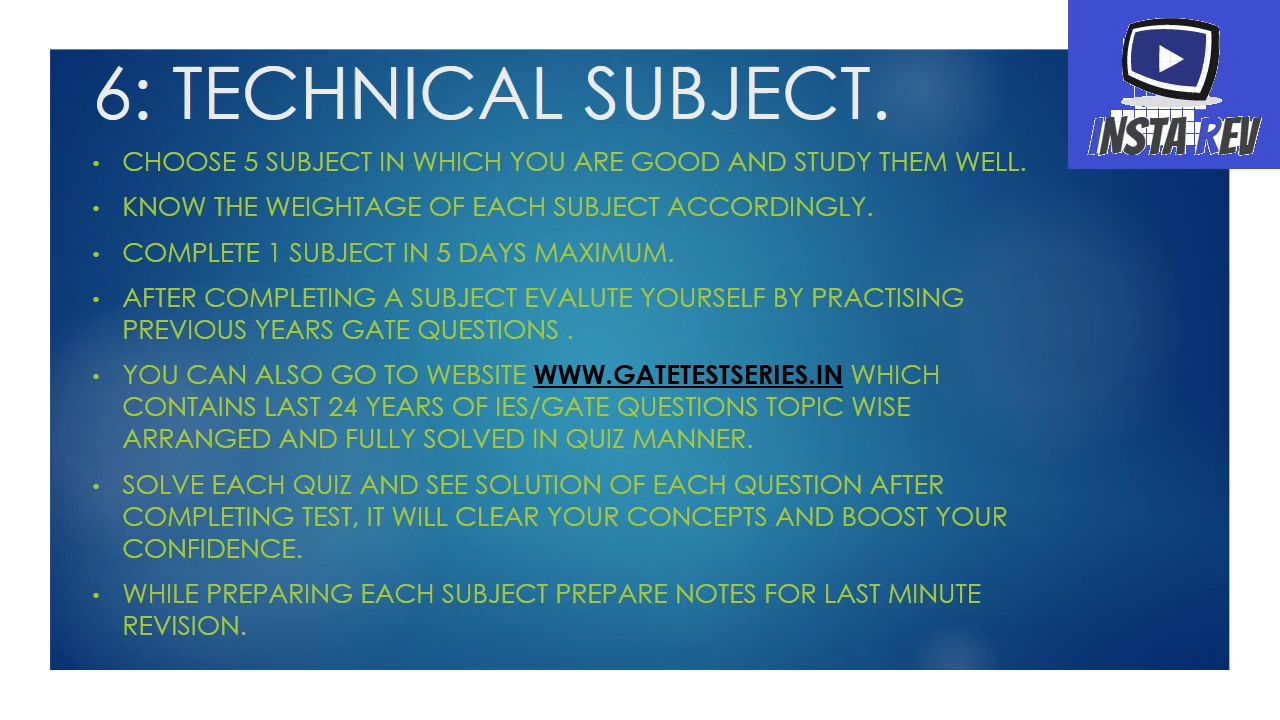 6: TECHNICAL SUBJECT.
INSTA REV
• CHOOSE 5 SUBJECT IN WHICH YOU ARE GOOD AND STUDY THEM WELL.
• KNOW THE WEIGHTAGE OF EACH SUBJECT ACCORDINGLY.
• COMPLETE 1 SUBJECT IN 5 DAYS MAXIMUM.
• AFTER COMPLETING A SUBJECT EVALUTE YOURSELF BY PRACTISING
PREVIOUS YEARS GATE QUESTIONS .
• YOU CAN ALSO GO TO WEBSITE WWW.GATETESTSERIES.IN WHICH
CONTAINS LAST 24 YEARS OF IES/GATE QUESTIONS TOPIC WISE
ARRANGED AND FULLY SOLVED IN QUIZ MANNER.
• SOLVE EACH QUIZ AND SEE SOLUTION OF EACH QUESTION AFTER
COMPLETING TEST, IT WILL CLEAR YOUR CONCEPTS AND BOOST YOUR
CONFIDENCE.
• WHILE PREPARING EACH SUBJECT PREPARE NOTES FOR LAST MINUTE
REVISION.